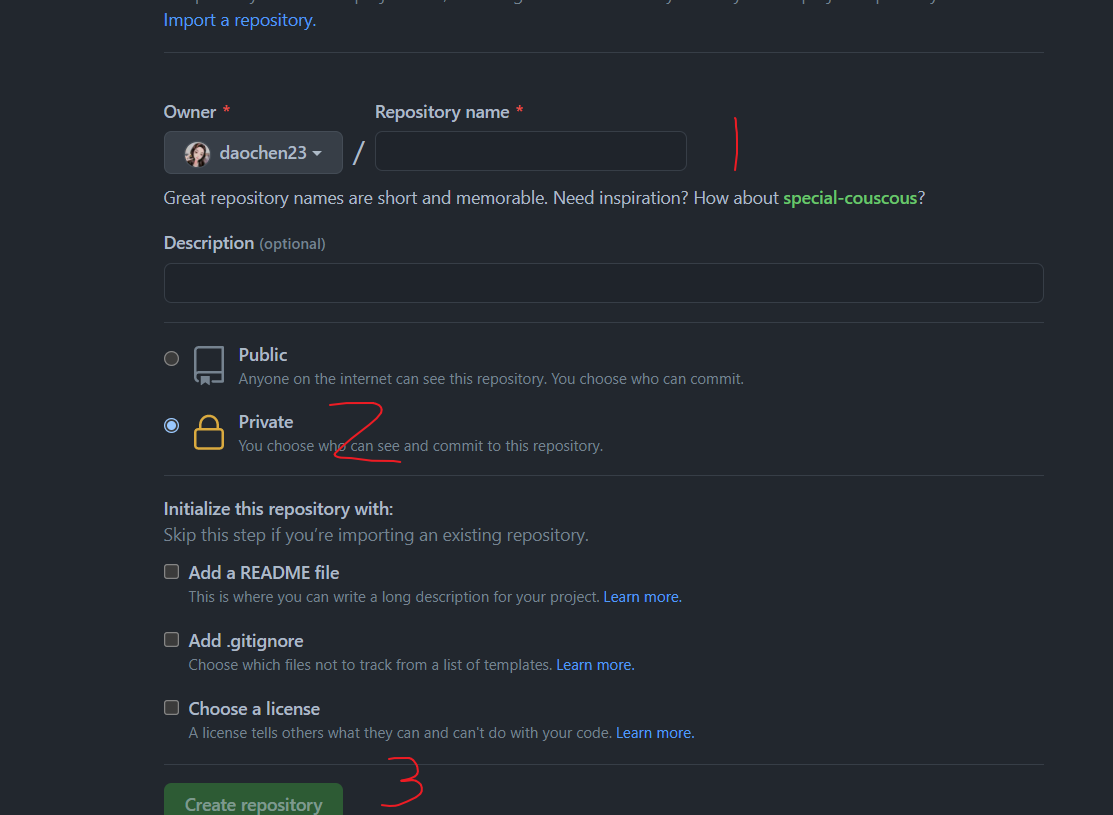 Import a repository.
Owner * Repository name *
daochen23 / 1
Great repository names are short and memorable. Need inspiration? How about special-couscous?
Description (optional)
Public
Anyone on the internet can see this repository. You choose who can commit.
Private 2
You choose who can see and commit to this repository.
Initialize this repository with:
Skip this step if you’re importing an existing repository.
Add a README file
This is where you can write a long description for your project. Learn more.
Add .gitignore
Choose which files not to track from a list of templates. Learn more.
Choose a license
A license tells others what they can and can't do with your code. Learn more.
3
Create repository